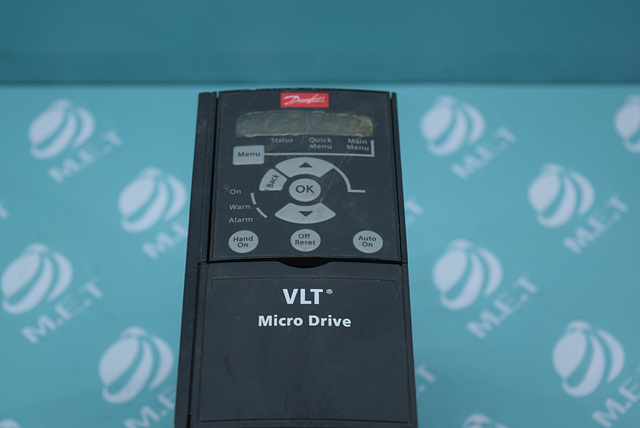 Danfoss
Status Quick Menu Main Menu
Menu
Back
OK
On
Warn.
Alarm
Hand On
Off Reset
Auto On
VLT®
Micro Drive
M.E.T
M.E.T
M.E.T
M.E.T
M.E.T
M.E.T